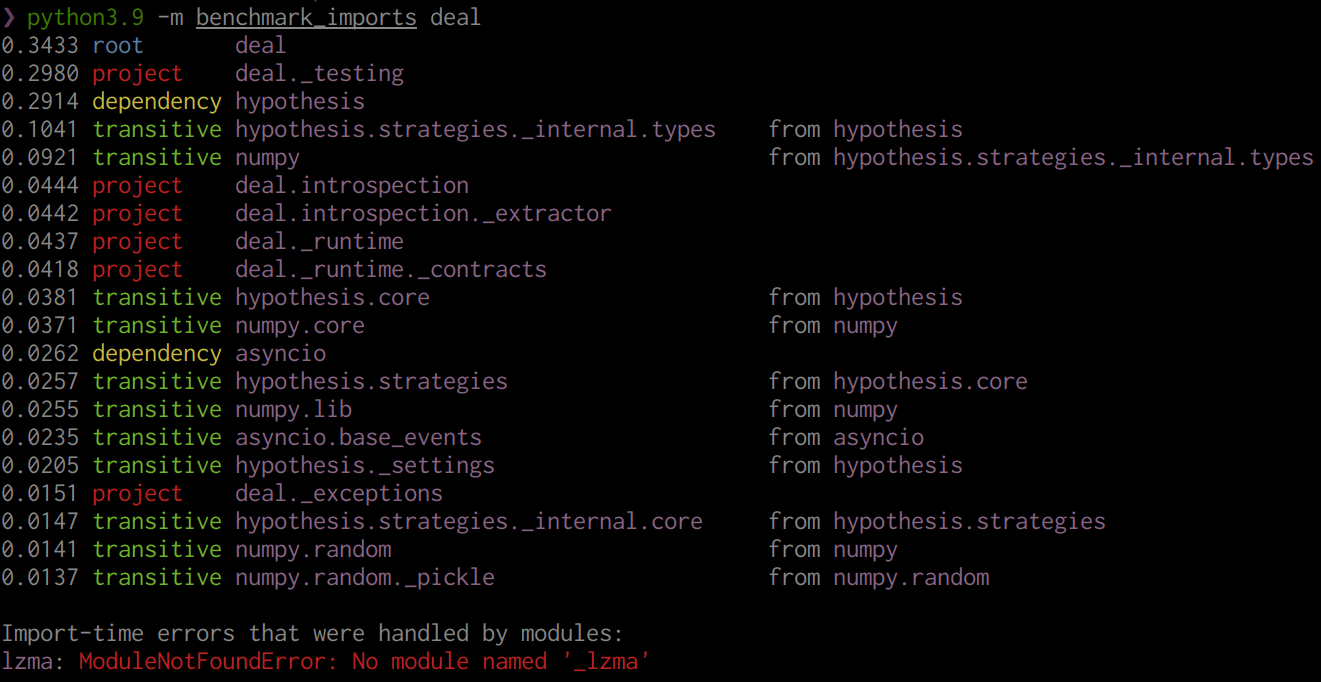 ❯ python3.9 -m benchmark_imports deal
0.3433 root       deal
0.2980 project    deal._testing
0.2914 dependency hypothesis
0.1041 transitive hypothesis.strategies._internal.types    from hypothesis
0.0921 transitive numpy                                    from hypothesis.strategies._internal.types
0.0444 project    deal.introspection
0.0442 project    deal.introspection._extractor
0.0437 project    deal._runtime
0.0418 project    deal._runtime._contracts
0.0381 transitive hypothesis.core                          from hypothesis
0.0371 transitive numpy.core                               from numpy
0.0262 dependency asyncio
0.0257 transitive hypothesis.strategies                    from hypothesis.core
0.0255 transitive numpy.lib                                from numpy
0.0235 transitive asyncio.base_events                      from asyncio
0.0205 transitive hypothesis._settings                     from hypothesis
0.0151 project    deal._exceptions
0.0147 transitive hypothesis.strategies._internal.core     from hypothesis.strategies
0.0141 transitive numpy.random                             from numpy
0.0137 transitive numpy.random._pickle                     from numpy.random
Import-time errors that were handled by modules:
lzma: ModuleNotFoundError: No module named '_lzma'